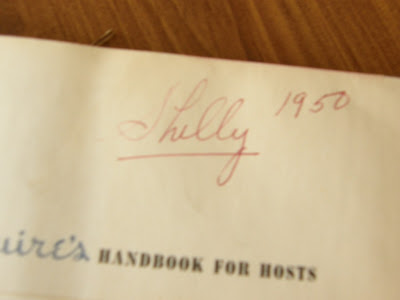 Shelly 1950
uire's HANDBOOK FOR HOSTS